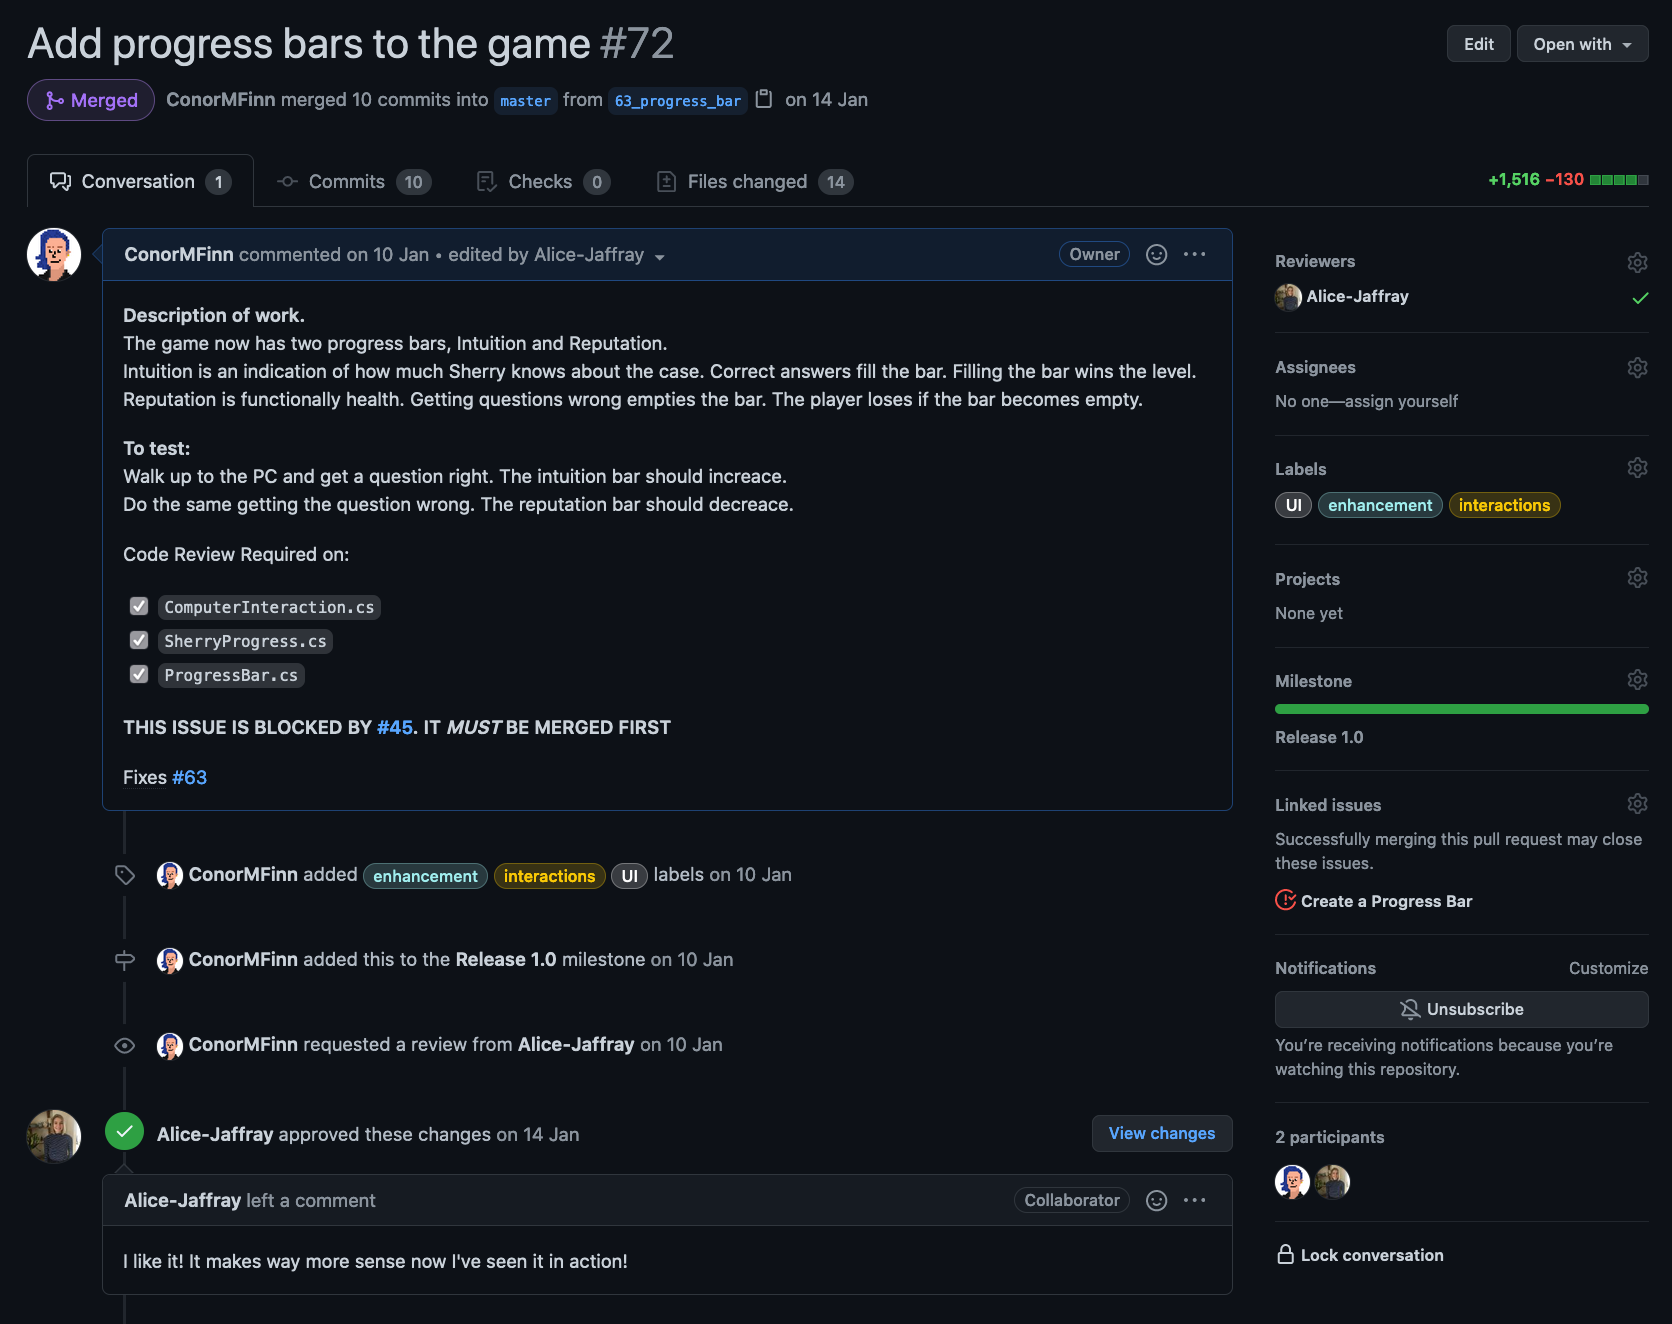 Add progress bars to the game #72
Edit
Open with
Merged
ConorMFinn merged 10 commits into master from 63_progress_bar on 14 Jan
Conversation 1
Commits 10
Checks 0
Files changed 14
+1,516 −130
ConorMFinn commented on 10 Jan • edited by Alice-Jaffray
Owner
Description of work.
The game now has two progress bars, Intuition and Reputation.
Intuition is an indication of how much Sherry knows about the case. Correct answers fill the bar. Filling the bar wins the level.
Reputation is functionally health. Getting questions wrong empties the bar. The player loses if the bar becomes empty.
To test:
Walk up to the PC and get a question right. The intuition bar should increace.
Do the same getting the question wrong. The reputation bar should decreace.
Code Review Required on:
ComputerInteraction.cs
SherryProgress.cs
ProgressBar.cs
THIS ISSUE IS BLOCKED BY #45. IT MUST BE MERGED FIRST
Fixes #63
ConorMFinn added enhancement interactions UI labels on 10 Jan
ConorMFinn added this to the Release 1.0 milestone on 10 Jan
ConorMFinn requested a review from Alice-Jaffray on 10 Jan
Alice-Jaffray approved these changes on 14 Jan
View changes
Alice-Jaffray left a comment
Collaborator
I like it! It makes way more sense now I've seen it in action!
Reviewers
Alice-Jaffray
Assignees
No one—assign yourself
Labels
UI enhancement interactions
Projects
None yet
Milestone
Release 1.0
Linked issues
Successfully merging this pull request may close
these issues.
Create a Progress Bar
Notifications
Customize
Unsubscribe
You're receiving notifications because you're
watching this repository.
2 participants
Lock conversation